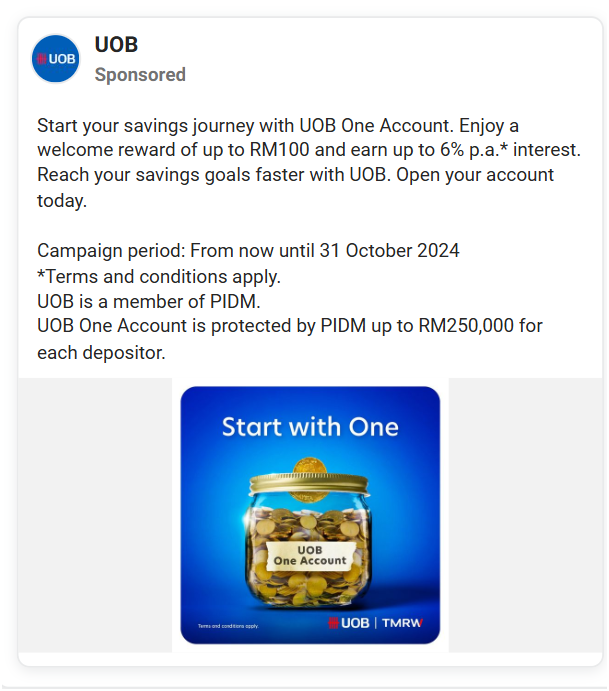 UOB
UOB
Sponsored
Start your savings journey with UOB One Account. Enjoy a
welcome reward of up to RM100 and earn up to 6% p.a.* interest.
Reach your savings goals faster with UOB. Open your account
today.
Campaign period: From now until 31 October 2024
*Terms and conditions apply.
UOB is a member of PIDM.
UOB One Account is protected by PIDM up to RM250,000 for
each depositor.
Start with One
UOB
One Account
Terms and conditions apply.
UOB | TMRW